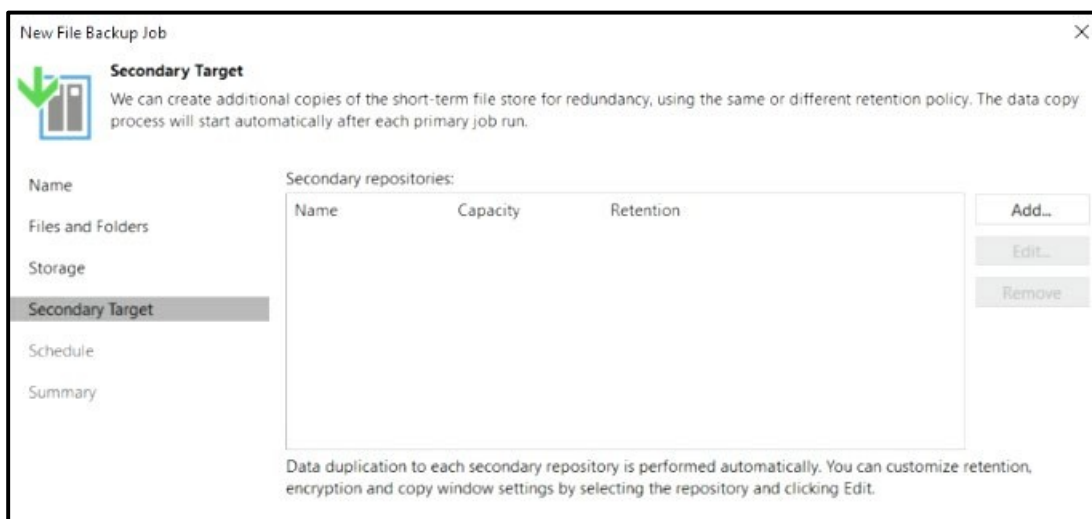 New File Backup Job
Secondary Target
We can create additional copies of the short-term file store for redundancy, using the same or different retention policy. The data copy
process will start automatically after each primary job run.
Name
Files and Folders
Storage
Secondary Target
Schedule
Summary
Secondary repositories:
Name Capacity Retention
Add...
Edit...
Remove
Data duplication to each secondary repository is performed automatically. You can customize retention,
encryption and copy window settings by selecting the repository and clicking Edit.